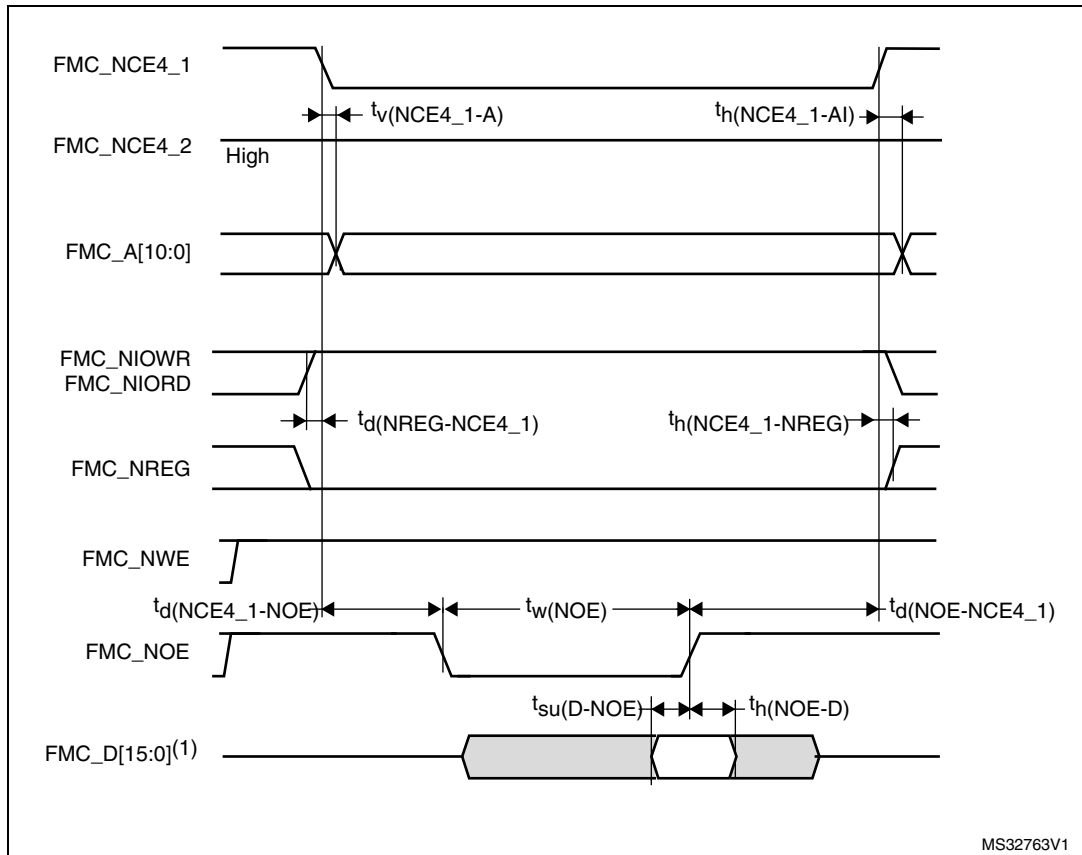 FMC_NCE4_1
tv(NCE4_1-A)
th(NCE4_1-AI)
FMC_NCE4_2
High
FMC_A[10:0]
FMC_NIOWR
FMC_NIORD
td(NREG-NCE4_1)
th(NCE4_1-NREG)
FMC_NREG
FMC_NWE
td(NCE4_1-NOE)
tw(NOE)
td(NOE-NCE4_1)
FMC_NOE
tsu(D-NOE)
th(NOE-D)
FMC_D[15:0](1)
MS32763V1